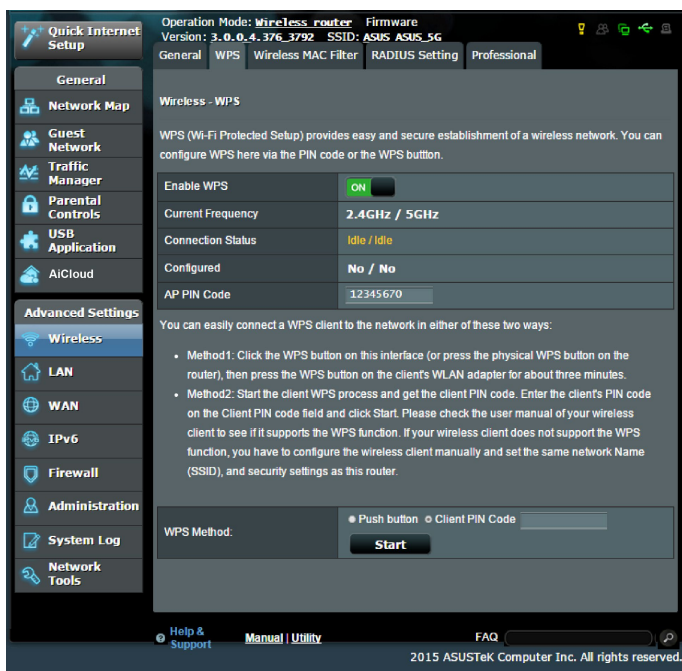 Quick Internet
Setup
Operation Mode: Wireless router Firmware
Version: 3.0.0.4.376_3792 SSID: ASUS ASUS_5G
General WPS Wireless MAC Filter RADIUS Setting Professional
General
Network Map
Guest
Network
Traffic
Manager
Parental
Controls
USB
Application
AiCloud
Advanced Settings
Wireless
LAN
WAN
IPv6
Firewall
Administration
System Log
Network
Tools
Wireless - WPS
WPS (Wi-Fi Protected Setup) provides easy and secure establishment of a wireless network. You can
configure WPS here via the PIN code or the WPS buttton.
Enable WPS ON
Current Frequency 2.4GHz / 5GHz
Connection Status Idle / Idle
Configured No / No
AP PIN Code 12345670
You can easily connect a WPS client to the network in either of these two ways:
• Method1: Click the WPS button on this interface (or press the physical WPS button on the
router), then press the WPS button on the client's WLAN adapter for about three minutes.
• Method2: Start the client WPS process and get the client PIN code. Enter the client's PIN code
on the Client PIN code field and click Start. Please check the user manual of your wireless
client to see if it supports the WPS function. If your wireless client does not support the WPS
function, you have to configure the wireless client manually and set the same network Name
(SSID), and security settings as this router.
WPS Method: Push button Client PIN Code
Start
Help &
Support
Manual | Utility FAQ
2015 ASUSTeK Computer Inc. All rights reserved.